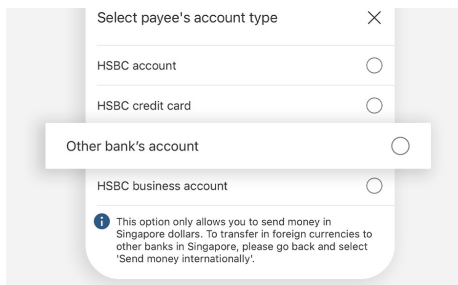 Select payee's account type
HSBC account
HSBC credit card
Other bank's account
HSBC business account
This option only allows you to send money in
Singapore dollars. To transfer in foreign currencies to
other banks in Singapore, please go back and select
'Send money internationally'.